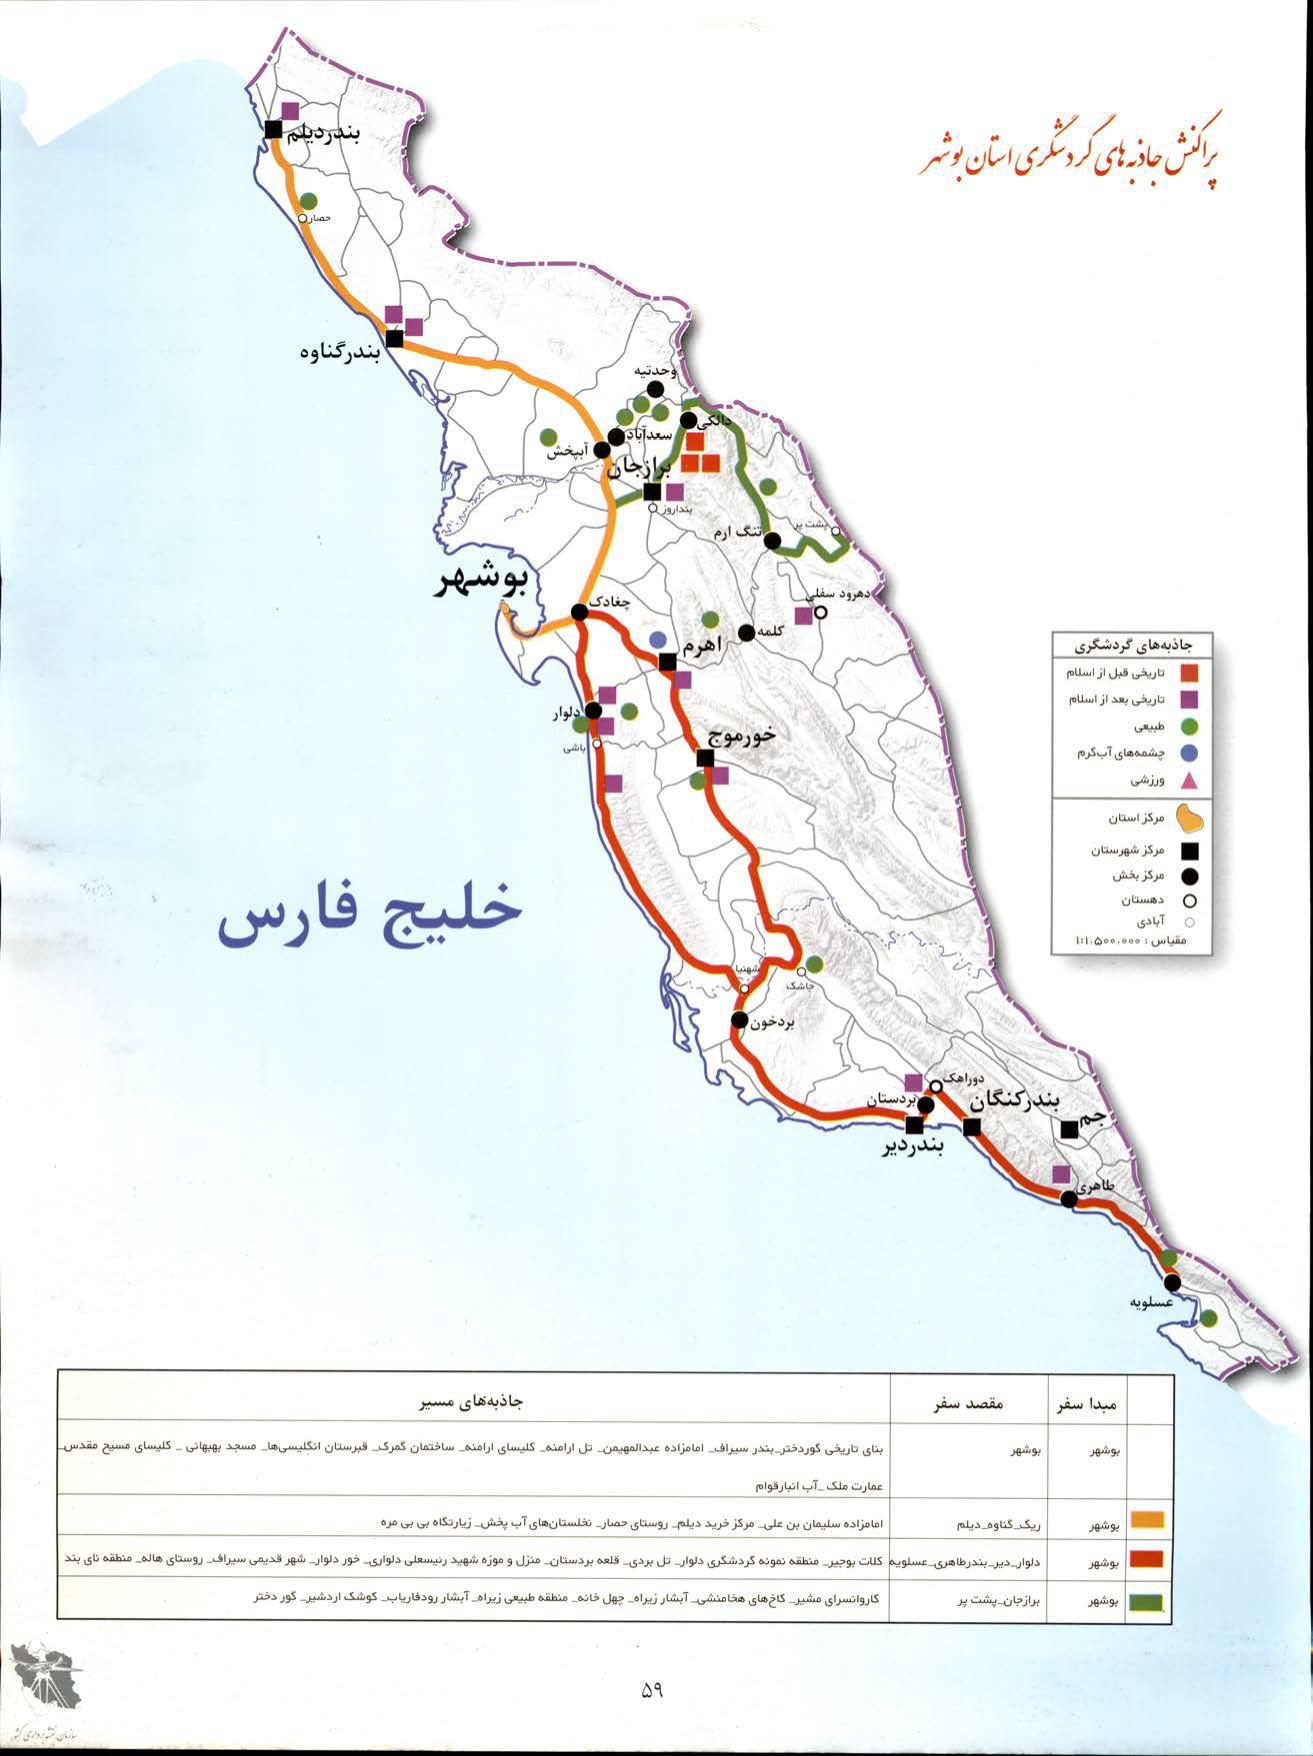 پراکنش جاذبه‌های گردشگری استان بوشهر
بندردیلم
حصار
بندرگناوه
وحدتیه
دالکی
سعدآباد
آبپخش
برازجان
بنداروز
تنگ ارم
پشت پر
بوشهر
چغادک
دهرود سفلی
کلمه
اهرم
دلوار
باشی
خورموج
خلیج فارس
شهنیا
چاشک
بردخون
دوراهک
بردستان
بندرکنگان
بندردیر
جم
طاهری
عسلویه
جاذبه‌های گردشگری
تاریخی قبل از اسلام
تاریخی بعد از اسلام
طبیعی
چشمه‌های آب‌گرم
ورزشی
مرکز استان
مرکز شهرستان
مرکز بخش
دهستان
آبادی
مقیاس : ۱:۱.۵۰۰.۰۰۰
مبدا سفر مقصد سفر جاذبه‌های مسیر
بوشهر بوشهر بنای تاریخی گوردختر_بندر سیراف_ امامزاده عبدالمهیمن_ تل ارامنه_ کلیسای ارامنه_ ساختمان گمرک_ قبرستان انگلیسی‌ها_ مسجد بهبهانی _ کلیسای مسیح مقدس_
عمارت ملک _آب انبارقوام
بوشهر ریگ_گناوه_دیلم امامزاده سلیمان بن علی_ مرکز خرید دیلم_ روستای حصار_ نخلستان‌های آب پخش_ زیارتگاه بی بی مره
بوشهر دلوار_دیر_بندرطاهری_عسلویه کلات بوجیر_ منطقه نمونه گردشگری دلوار_ تل بردی_ قلعه بردستان _منزل و موزه شهید رئیسعلی دلواری_ خور دلوار_ شهر قدیمی سیراف_ روستای هاله_ منطقه نای بند
بوشهر برازجان_پشت پر کاروانسرای مشیر_ کاخ‌های هخامنشی_ آبشار زیراه_ چهل خانه_ منطقه طبیعی زیراه_ آبشار رودفاریاب_ کوشک اردشیر_ گور دختر
۵۹
سازمان نقشه‌برداری کشور